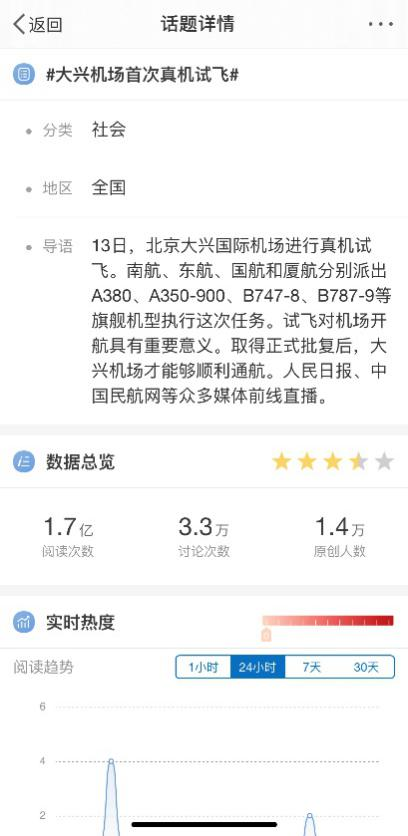 返回
话题详情
#大兴机场首次真机试飞#
分类 社会
地区 全国
导语 13日，北京大兴国际机场进行真机试
飞。南航、东航、国航和厦航分别派出
A380、A350-900、B747-8、B787-9等
旗舰机型执行这次任务。试飞对机场开
航具有重要意义。取得正式批复后，大
兴机场才能够顺利通航。人民日报、中
国民航网等众多媒体前线直播。
数据总览
1.7亿 3.3万 1.4万
阅读次数 讨论次数 原创人数
实时热度
0
阅读趋势 1小时 24小时 7天 30天
6
4
2